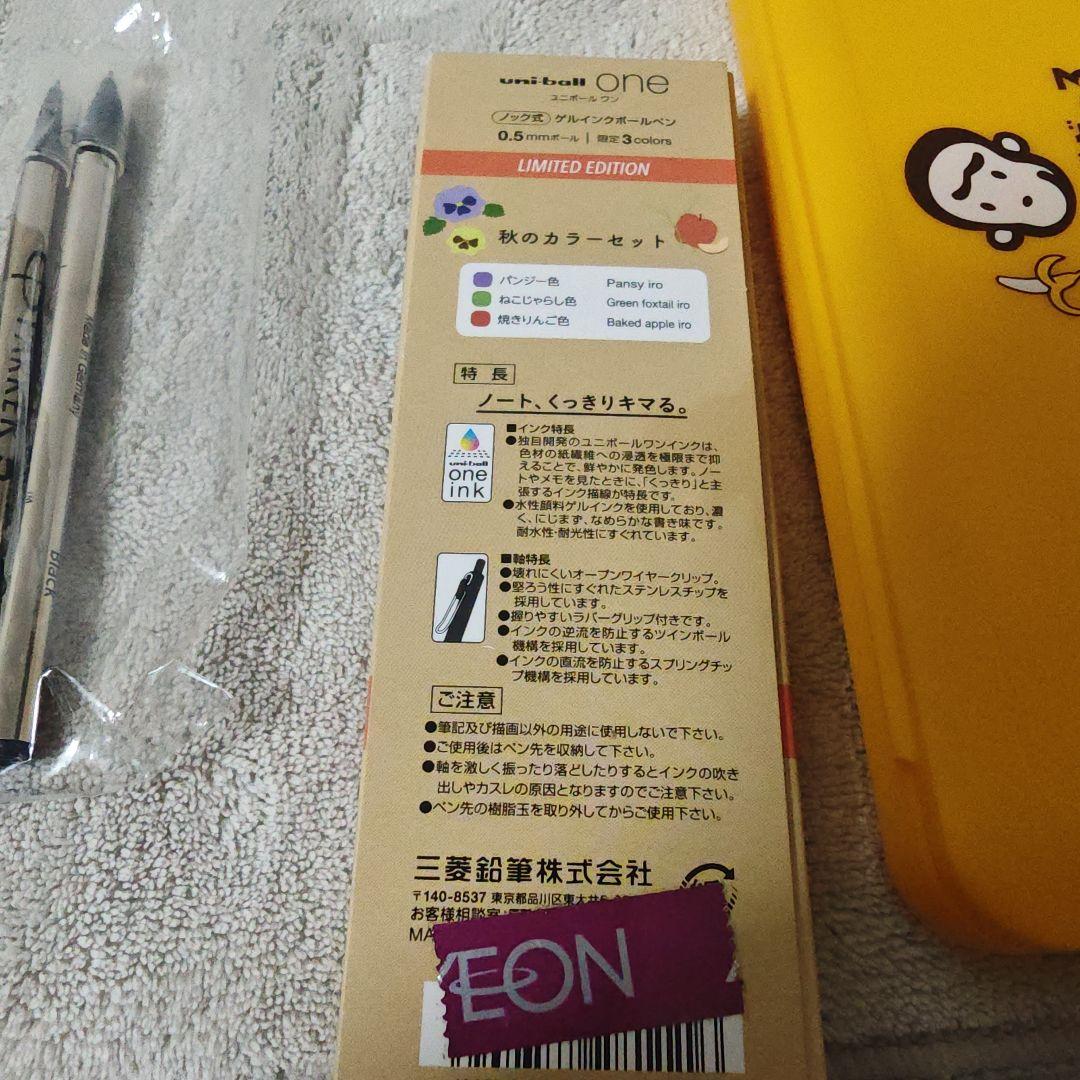 uni-ball one
ユニボール ワン
ノック式 ゲルインクボールペン
0.5mmボール | 限定3colors
LIMITED EDITION
秋のカラーセット
パンジー色 Pansy iro
ねこじゃらし色 Green foxtail iro
焼きりんご色 Baked apple iro
特 長
ノート、くっきりキマる。
uni-ball
one
ink
■インク特長
●独自開発のユニボールワンインクは、
色材の紙繊維への浸透を極限まで抑
えることで、鮮やかに発色します。ノー
トやメモを見たときに、「くっきり」と主
張するインク描線が特長です。
●水性顔料ゲルインクを使用しており、濃
く、にじまず、なめらかな書き味です。
耐水性・耐光性にすぐれています。
■軸特長
●壊れにくいオープンワイヤークリップ。
●堅ろう性にすぐれたステンレスチップを
採用しています。
●握りやすいラバーグリップ付きです。
●インクの逆流を防止するツインボール
機構を採用しています。
●インクの直流を防止するスプリングチッ
プ機構を採用しています。
ご注意
●筆記及び描画以外の用途に使用しないで下さい。
●ご使用後はペン先を収納して下さい。
●軸を激しく振ったり落としたりするとインクの吹き
出しやカスレの原因となりますのでご注意下さい。
●ペン先の樹脂玉を取り外してからご使用下さい。
三菱鉛筆株式会社
〒140-8537 東京都品川区東大井
お客様相談室
MA
ÆON
Made in Germany
Black